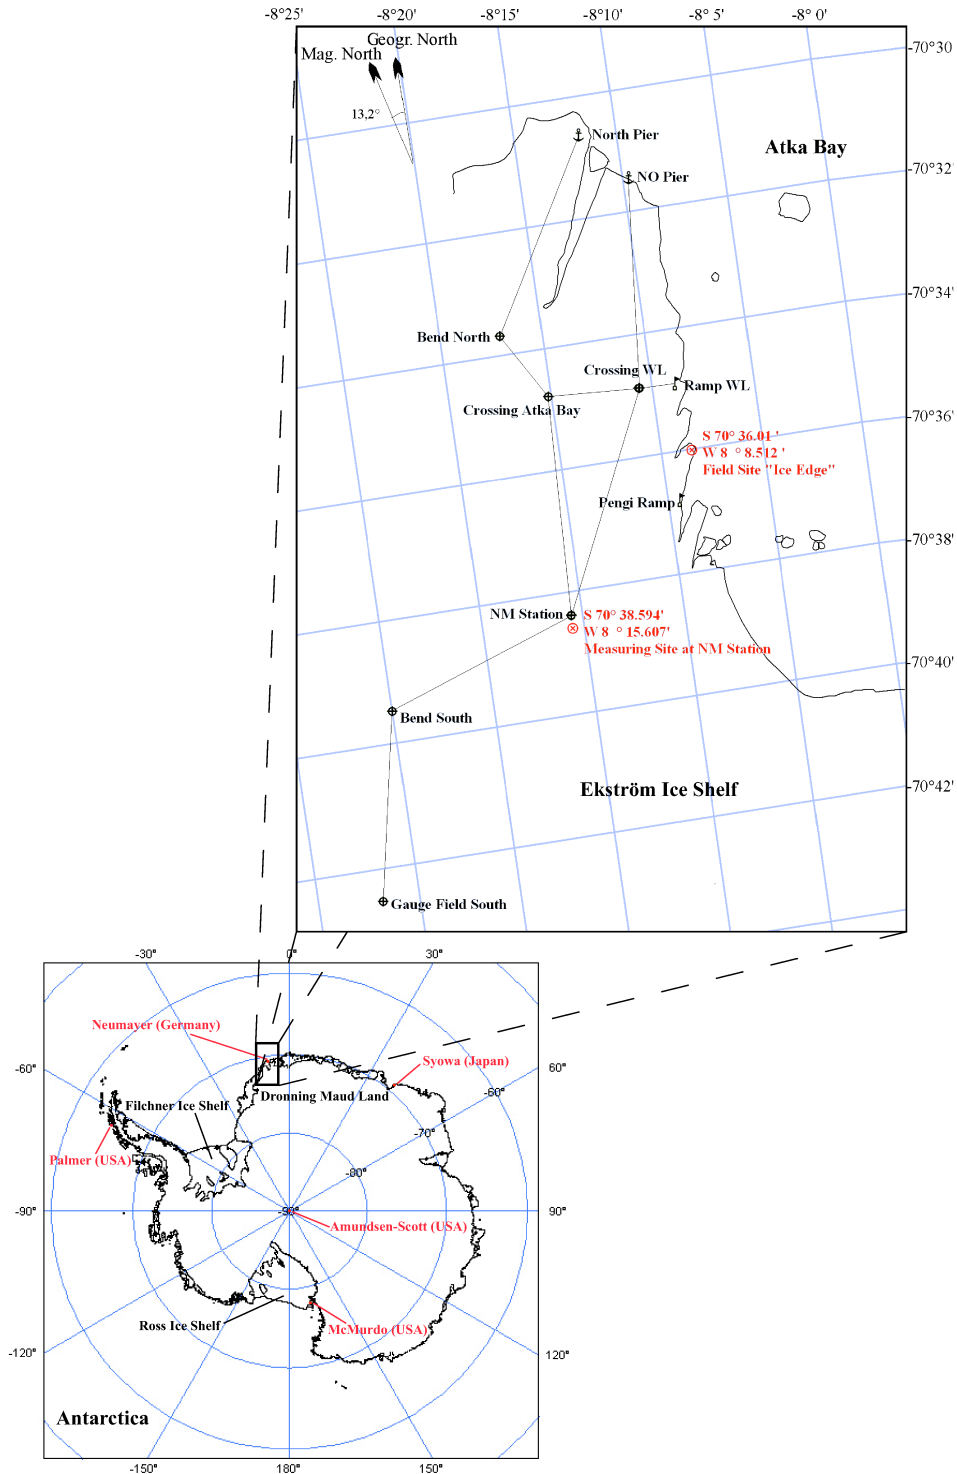 -8°25'
-8°20'
-8°15'
-8°10'
-8° 5'
-8° 0'
Geogr. North
Mag. North
13,2°
-70°30
-70°32'
-70°34'
-70°36'
-70°38'
-70°40'
-70°42'
North Pier
Atka Bay
NO Pier
Bend North
Crossing WL
Ramp WL
Crossing Atka Bay
S 70° 36.01 '
W 8 ° 8.512 '
Field Site "Ice Edge"
Pengi Ramp
NM Station
S 70° 38.594'
W 8 ° 15.607'
Measuring Site at NM Station
Bend South
Ekström Ice Shelf
Gauge Field South
-30°
0°
30°
Neumayer (Germany)
Syowa (Japan)
-60°
60°
Dronning Maud Land
-60°
Filchner Ice Shelf
-70°
Palmer (USA)
-80°
-90°
-90°
90°
Amundsen-Scott (USA)
Ross Ice Shelf
McMurdo (USA)
-120°
120°
Antarctica
-150°
180°
150°